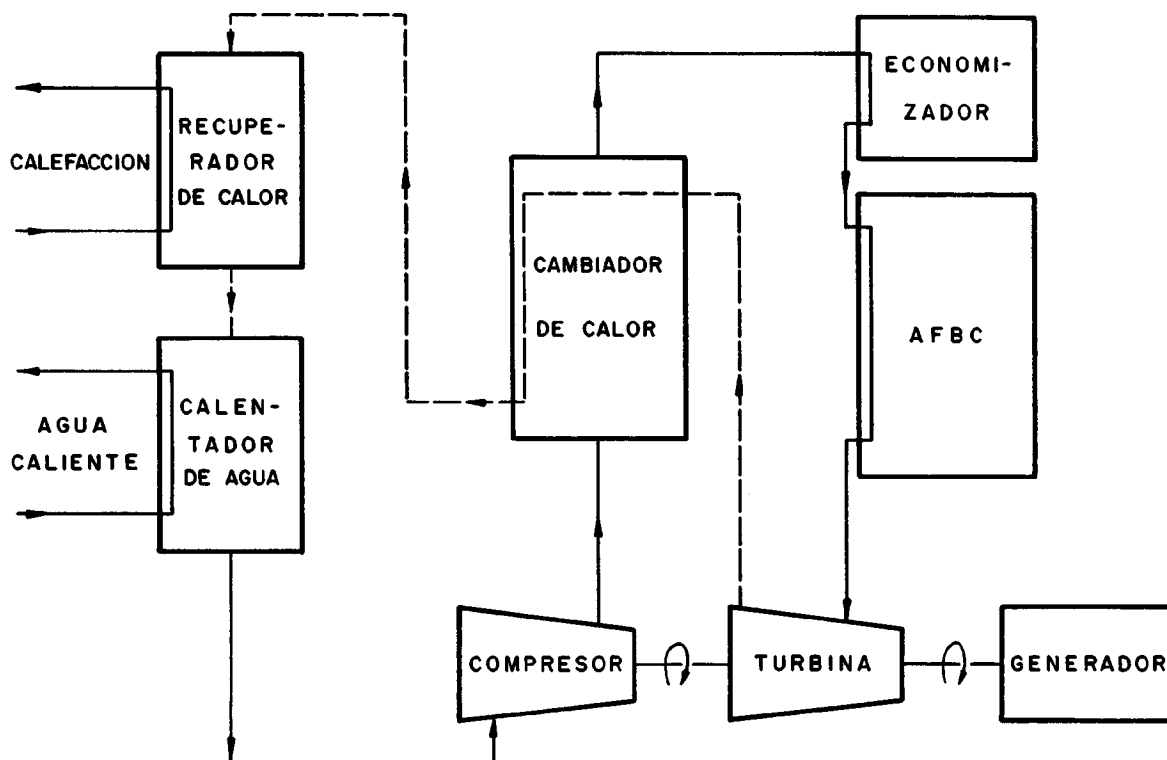 CALEFACCION
RECUPE-
RADOR
DE CALOR
AGUA
CALIENTE
CALEN-
TADOR
DE AGUA
CAMBIADOR
DE CALOR
ECONOMI-
ZADOR
AFBC
COMPRESOR
TURBINA
GENERADOR